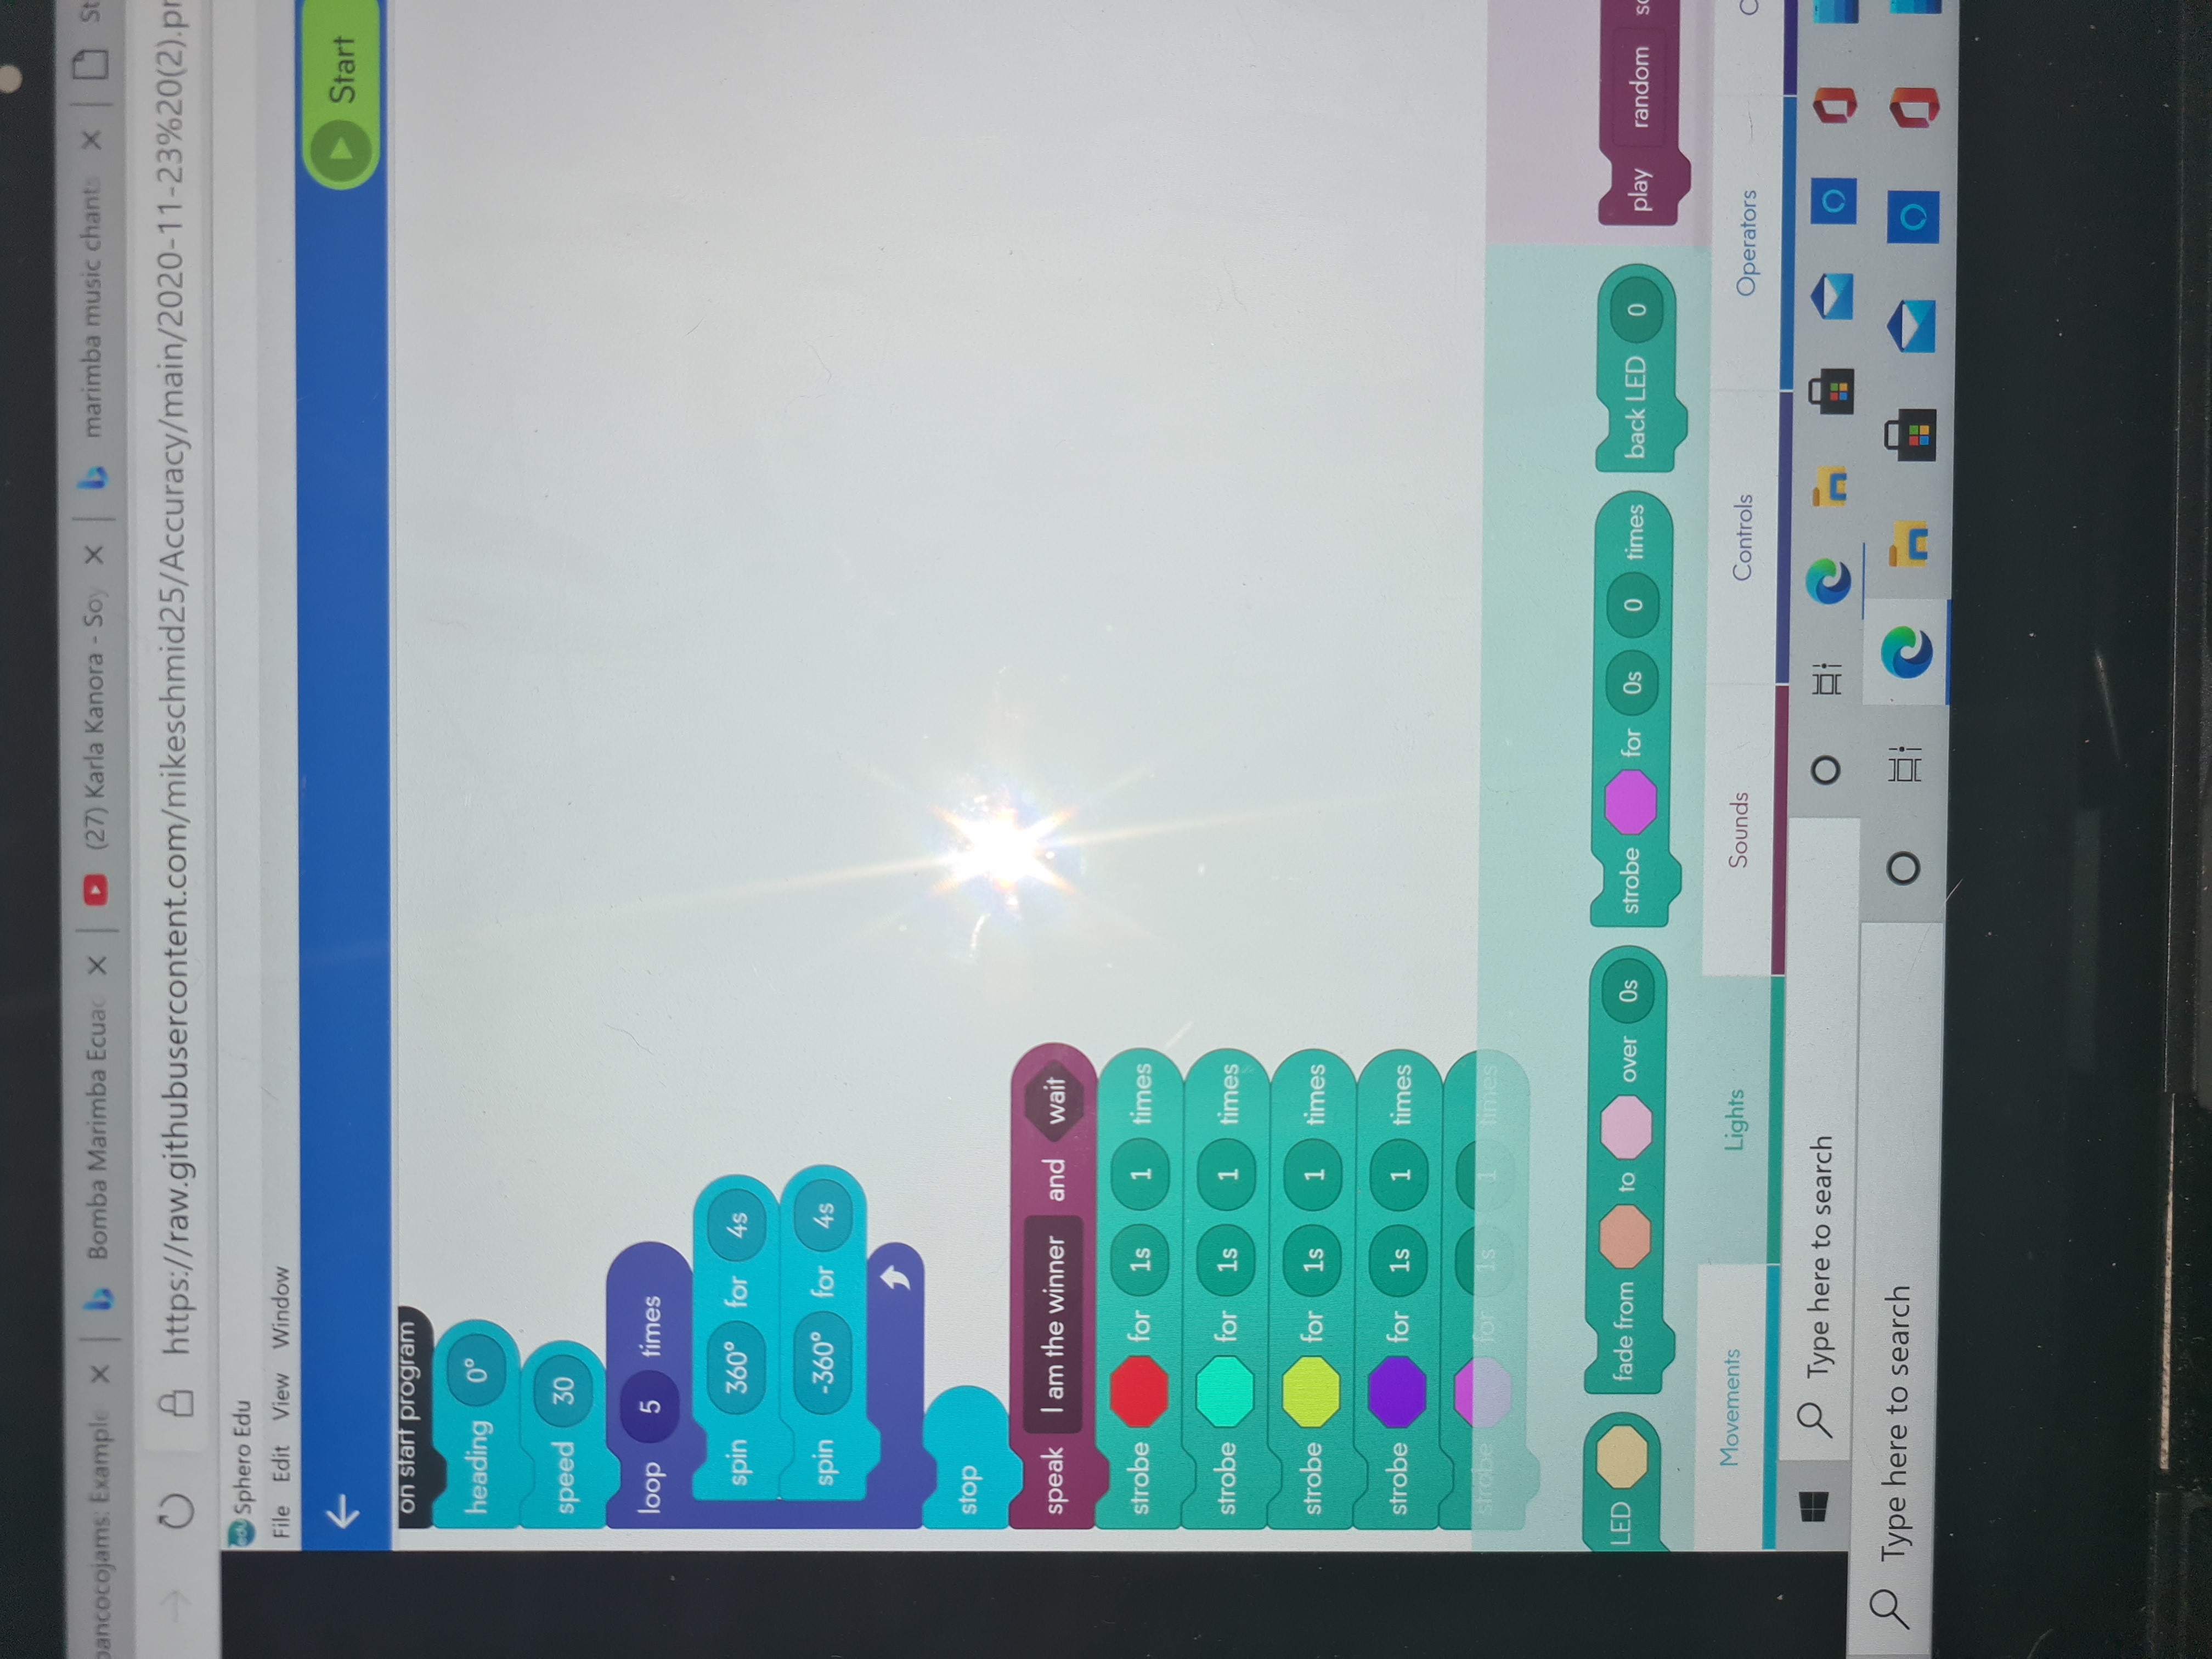 pancocojams: Example
Bomba Marimba Ecuac
(27) Karla Kanora - Soy
marimba music chants
St
https://raw.githubusercontent.com/mikeschmid25/Accuracy/main/2020-11-23%20(2).pr
edu Sphero Edu
File Edit View Window
Start
on start program
heading 0°
speed 30
loop 5 times
spin 360° for 4s
spin -360° for 4s
stop
speak I am the winner and wait
strobe for 1s 1 times
strobe for 1s 1 times
strobe for 1s 1 times
strobe for 1s 1 times
strobe for 1s 1 times
LED
fade from to over 0s
strobe for 0s 0 times
back LED 0
play random so
Movements Lights Sounds Controls Operators C
Type here to search
Type here to search